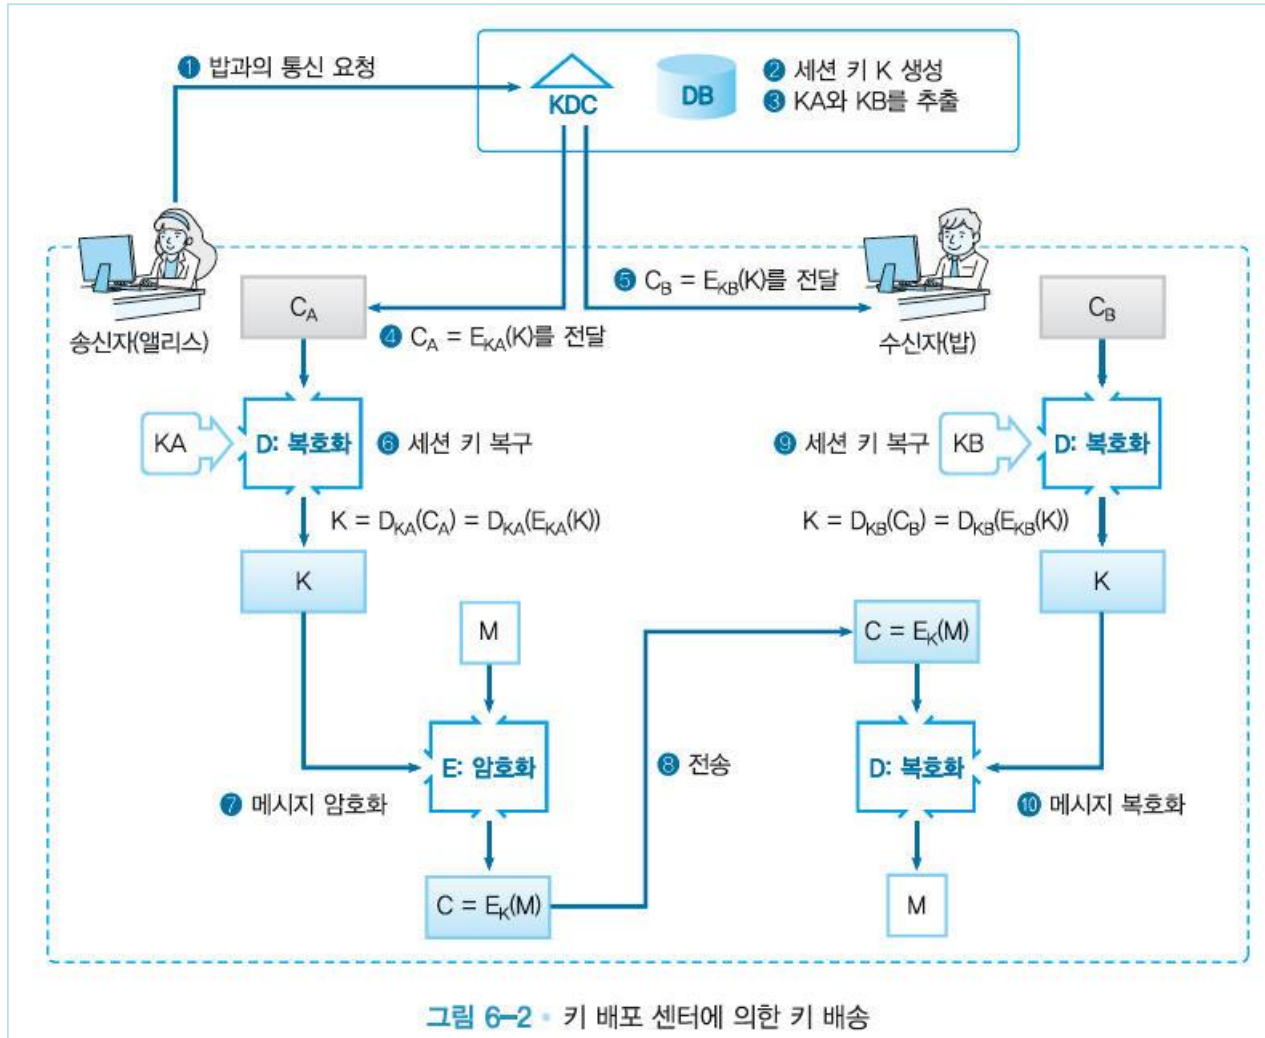 ❶ 밥과의 통신 요청
KDC
DB
❷ 세션 키 K 생성
❸ KA와 KB를 추출
송신자(앨리스)
C_A
❹ C_A = E_KA(K)를 전달
❺ C_B = E_KB(K)를 전달
수신자(밥)
C_B
KA
D: 복호화
❻ 세션 키 복구
❾ 세션 키 복구
KB
D: 복호화
K = D_KA(C_A) = D_KA(E_KA(K))
K = D_KB(C_B) = D_KB(E_KB(K))
K
K
M
C = E_K(M)
E: 암호화
❽ 전송
D: 복호화
❼ 메시지 암호화
❿ 메시지 복호화
C = E_K(M)
M
그림 6-2 • 키 배포 센터에 의한 키 배송